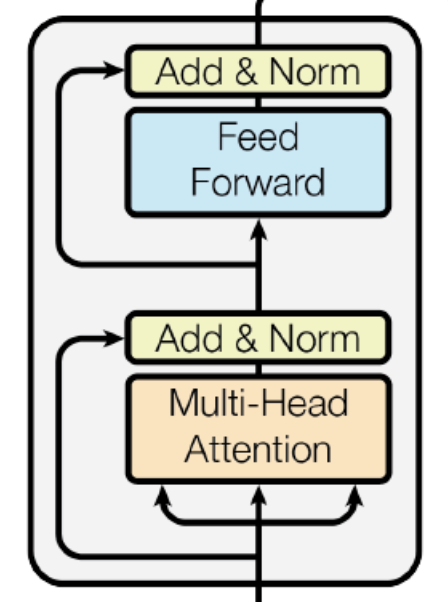 Add & Norm
Feed
Forward
Add & Norm
Multi-Head
Attention